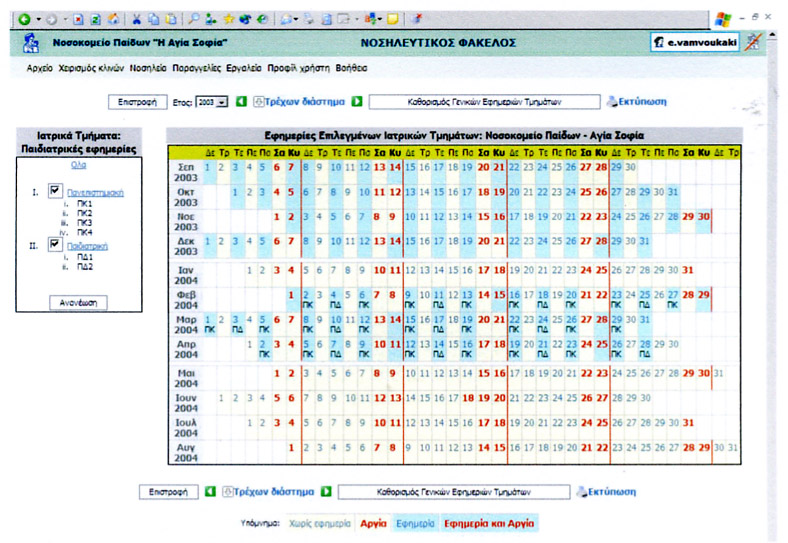 Νοσοκομείο Παίδων "Η Αγία Σοφία"
ΝΟΣΗΛΕΥΤΙΚΟΣ ΦΑΚΕΛΟΣ
e.vamvoukaki
Αρχείο Χειρισμός κλινών Νοσηλεία Παραγγελίες Εργαλεία Προφίλ χρήστη Βοήθεια
Επιστροφή Ετος: 2003 Τρέχων διάστημα Καθορισμός Γενικών Εφημεριών Τμημάτων Εκτύπωση
Ιατρικά Τμήματα:
Παιδιατρικές εφημερίες
Ολα
I. Πανεπιστημιακή
i. ΠΚ1
ii. ΠΚ2
iii. ΠΚ3
iv. ΠΚ4
II. Παιδιατρική
i. ΠΔ1
ii. ΠΔ2
Ανανέωση
Εφημερίες Επιλεγμένων Ιατρικών Τμημάτων: Νοσοκομείο Παίδων - Αγία Σοφία
Δε Τρ Τε Πε Πα Σα Κυ Δε Τρ Τε Πε Πα Σα Κυ Δε Τρ Τε Πε Πα Σα Κυ Δε Τρ Τε Πε Πα Σα Κυ Δε Τρ Τε Πε Πα Σα Κυ Δε Τρ
Σεπ 2003 1 2 3 4 5 6 7 8 9 10 11 12 13 14 15 16 17 18 19 20 21 22 23 24 25 26 27 28 29 30
Οκτ 2003 1 2 3 4 5 6 7 8 9 10 11 12 13 14 15 16 17 18 19 20 21 22 23 24 25 26 27 28 29 30 31
Νοε 2003 1 2 3 4 5 6 7 8 9 10 11 12 13 14 15 16 17 18 19 20 21 22 23 24 25 26 27 28 29 30
Δεκ 2003 1 2 3 4 5 6 7 8 9 10 11 12 13 14 15 16 17 18 19 20 21 22 23 24 25 26 27 28 29 30 31
Ιαν 2004 1 2 3 4 5 6 7 8 9 10 11 12 13 14 15 16 17 18 19 20 21 22 23 24 25 26 27 28 29 30 31
Φεβ 2004 1 2 3 4 5 6 7 8 9 10 11 12 13 14 15 16 17 18 19 20 21 22 23 24 25 26 27 28 29
ΠΚ ΠΔ ΠΚ ΠΚ ΠΔ ΠΚ ΠΚ ΠΔ ΠΚ ΠΚ ΠΔ ΠΚ
Μαρ 2004 1 2 3 4 5 6 7 8 9 10 11 12 13 14 15 16 17 18 19 20 21 22 23 24 25 26 27 28 29 30 31
ΠΚ ΠΔ ΠΚ ΠΚ ΠΔ ΠΚ ΠΚ ΠΔ ΠΚ ΠΚ ΠΔ ΠΚ ΠΚ ΠΔ
Απρ 2004 1 2 3 4 5 6 7 8 9 10 11 12 13 14 15 16 17 18 19 20 21 22 23 24 25 26 27 28 29 30
ΠΚ ΠΚ ΠΔ ΠΚ ΠΚ ΠΔ ΠΚ ΠΚ ΠΔ ΠΚ ΠΚ ΠΔ
Μαι 2004 1 2 3 4 5 6 7 8 9 10 11 12 13 14 15 16 17 18 19 20 21 22 23 24 25 26 27 28 29 30 31
Ιουν 2004 1 2 3 4 5 6 7 8 9 10 11 12 13 14 15 16 17 18 19 20 21 22 23 24 25 26 27 28 29 30
Ιουλ 2004 1 2 3 4 5 6 7 8 9 10 11 12 13 14 15 16 17 18 19 20 21 22 23 24 25 26 27 28 29 30 31
Αυγ 2004 1 2 3 4 5 6 7 8 9 10 11 12 13 14 15 16 17 18 19 20 21 22 23 24 25 26 27 28 29 30 31
Επιστροφή Τρέχων διάστημα Καθορισμός Γενικών Εφημεριών Τμημάτων Εκτύπωση
Υπόμνημα: Χωρίς εφημερία Αργία Εφημερία Εφημερία και Αργία